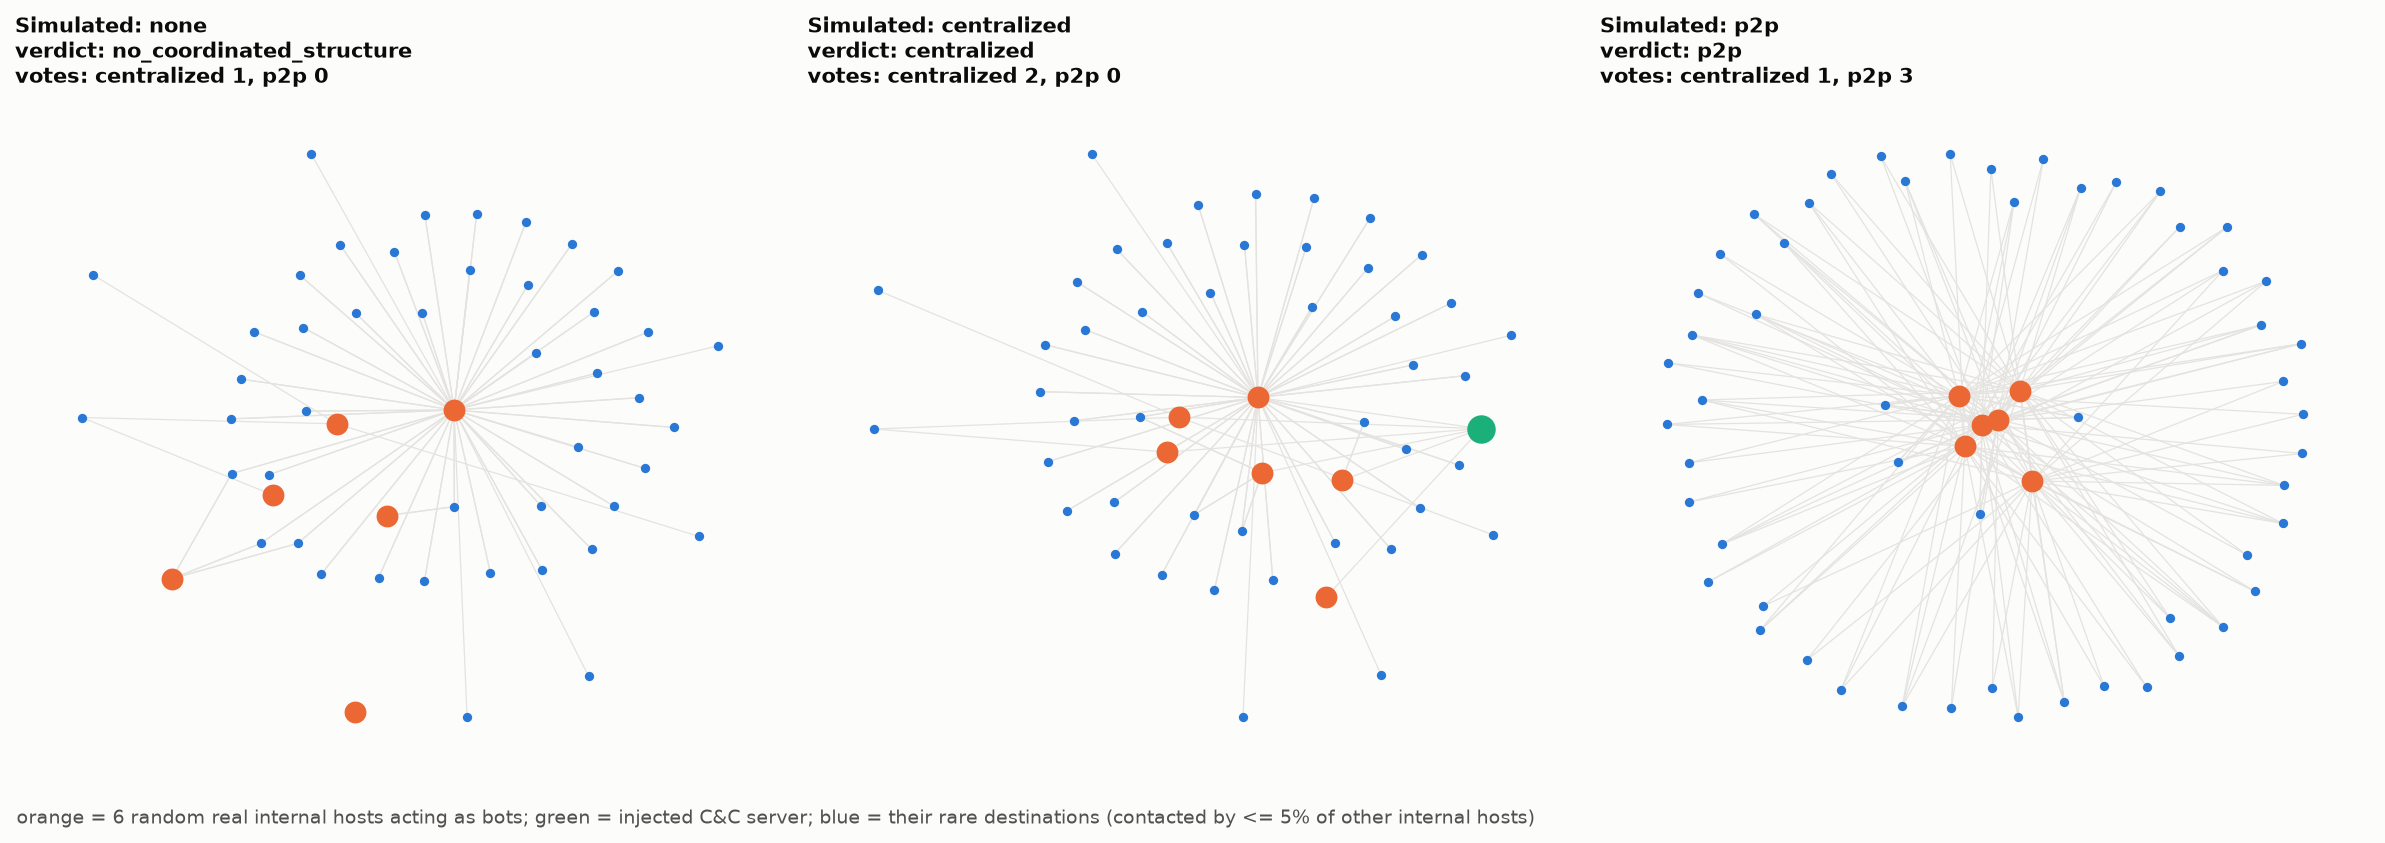 Simulated: none
verdict: no_coordinated_structure
votes: centralized 1, p2p 0
Simulated: centralized
verdict: centralized
votes: centralized 2, p2p 0
Simulated: p2p
verdict: p2p
votes: centralized 1, p2p 3
orange = 6 random real internal hosts acting as bots; green = injected C&C server; blue = their rare destinations (contacted by <= 5% of other internal hosts)